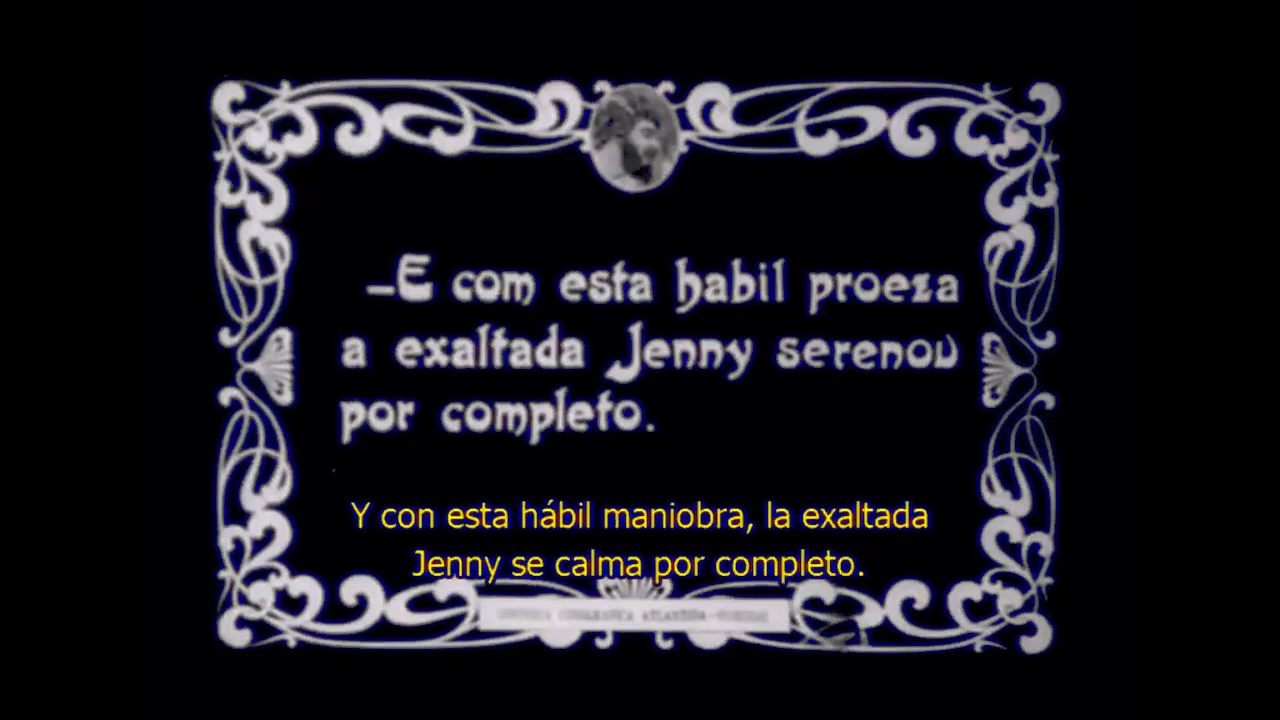 —E com esta habil proeza
a exaltada Jenny serenou
por completo.
Y con esta hábil maniobra, la exaltada
Jenny se calma por completo.